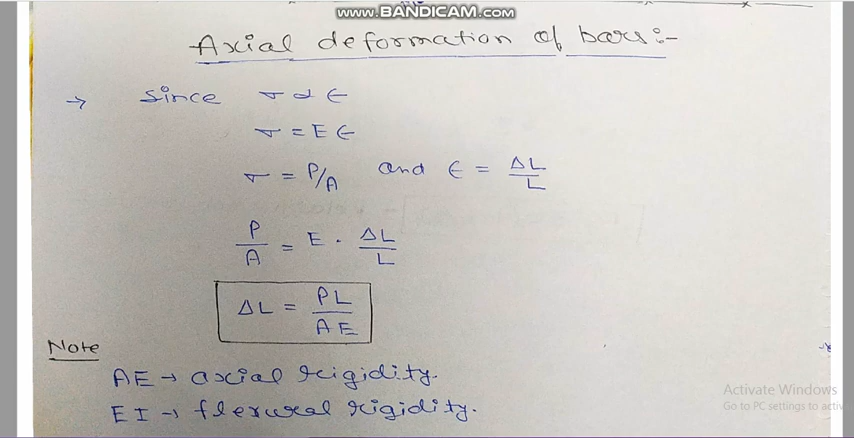 www.BANDICAM.com
Axial deformation of bars:-
→ Since σ ∝ ϵ
σ = E ϵ
σ = P/A and ϵ = ΔL/L
P/A = E · ΔL/L
ΔL = PL/AE
Note
AE → axial rigidity.
EI → flexural rigidity.
Activate Windows
Go to PC settings to activ